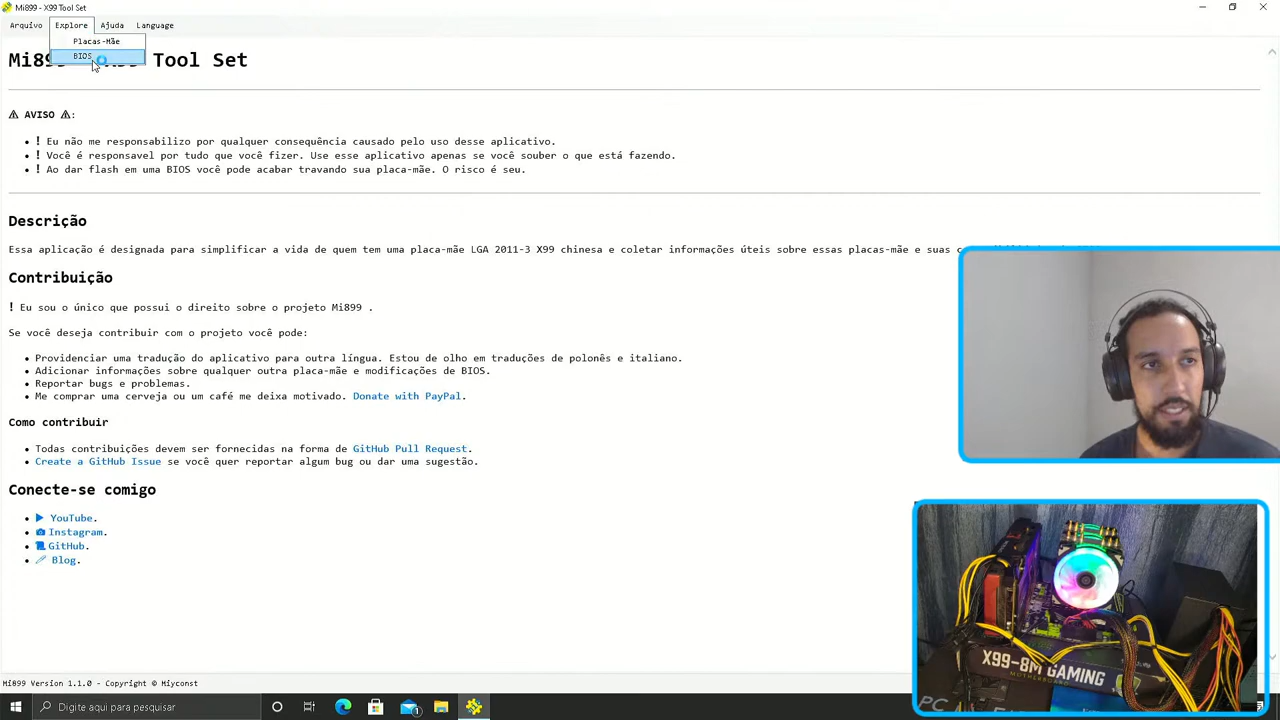 Mi899 - X99 Tool Set
Arquivo Explore Ajuda Language
Placas-Mãe
BIOS
Mi899 - X99 Tool Set
⚠ AVISO ⚠:
• ! Eu não me responsabilizo por qualquer consequência causado pelo uso desse aplicativo.
• ! Você é responsavel por tudo que você fizer. Use esse aplicativo apenas se você souber o que está fazendo.
• ! Ao dar flash em uma BIOS você pode acabar travando sua placa-mãe. O risco é seu.
Descrição
Essa aplicação é designada para simplificar a vida de quem tem uma placa-mãe LGA 2011-3 X99 chinesa e coletar informações úteis sobre essas placas-mãe e suas
Contribuição
! Eu sou o único que possui o direito sobre o projeto Mi899 .
Se você deseja contribuir com o projeto você pode:
• Providenciar uma tradução do aplicativo para outra língua. Estou de olho em traduções de polonês e italiano.
• Adicionar informações sobre qualquer outra placa-mãe e modificações de BIOS.
• Reportar bugs e problemas.
• Me comprar uma cerveja ou um café me deixa motivado. Donate with PayPal.
Como contribuir
• Todas contribuições devem ser fornecidas na forma de GitHub Pull Request.
• Create a GitHub Issue se você quer reportar algum bug ou dar uma sugestão.
Conecte-se comigo
• YouTube.
• Instagram.
• GitHub.
• Blog.
X99-8M GAMING
MOTHERBOARD
PC
Mi899 Version 1.1.0 - Copyright © Miyconst
Digite aqui para pesquisar
1